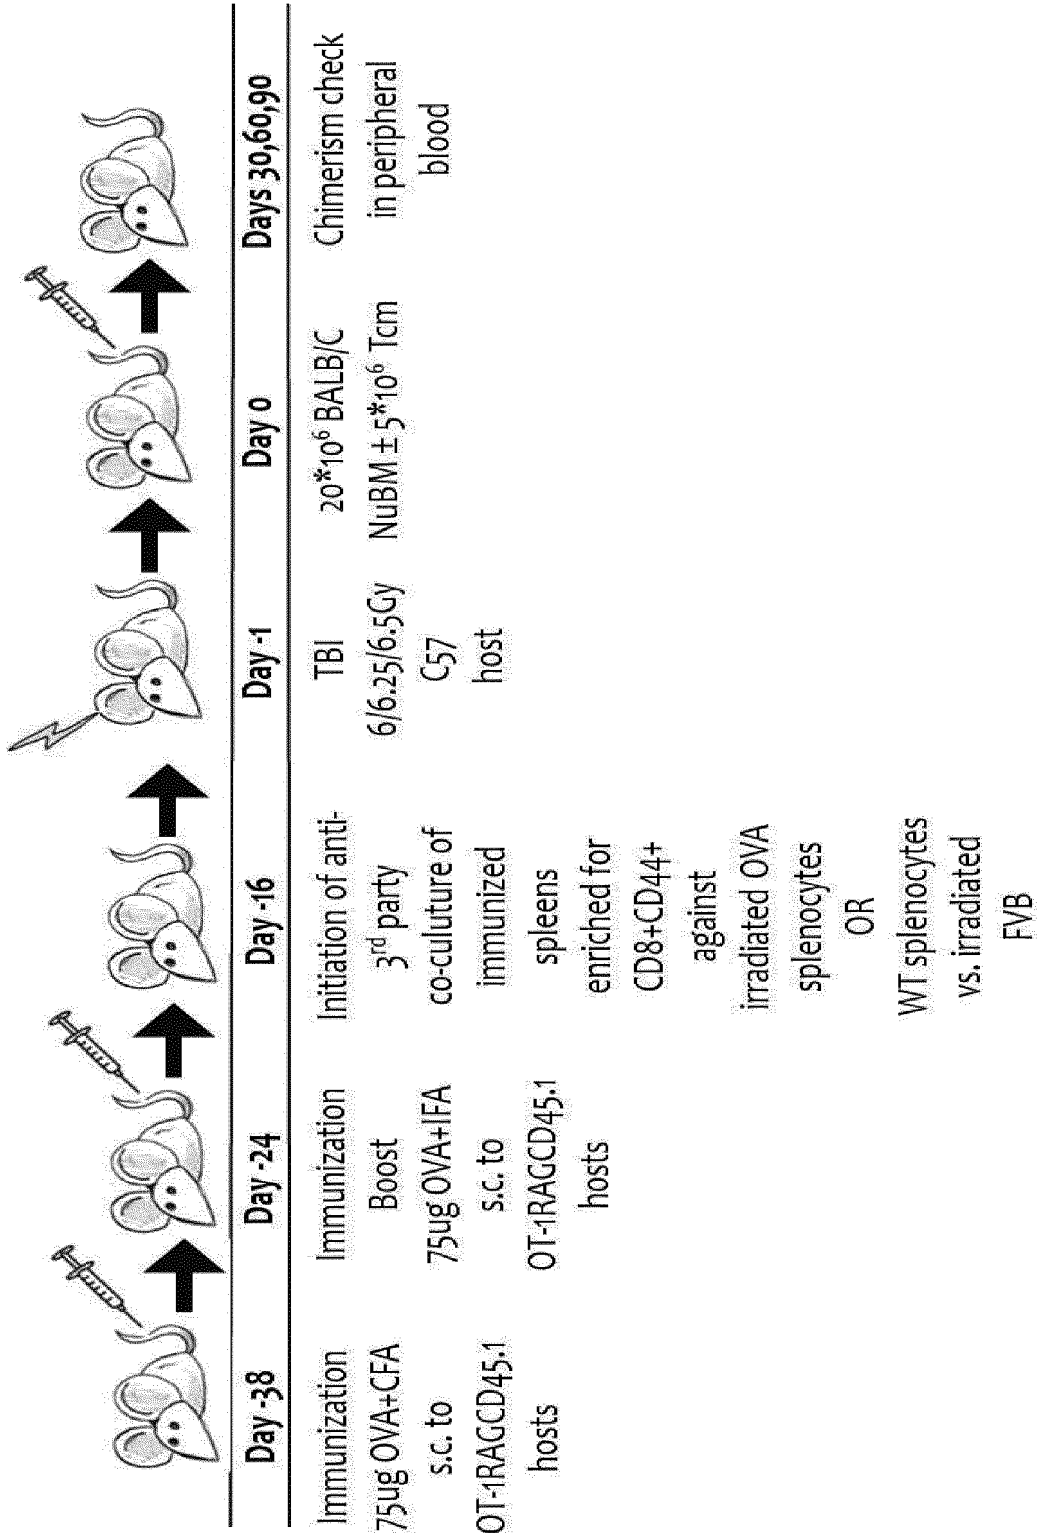 Day -38
Immunization
75ug OVA+CFA
s.c. to
OT-1RAGCD45.1
hosts
Day -24
Immunization
Boost
75ug OVA+IFA
s.c. to
OT-1RAGCD45.1
hosts
Day -16
Initiation of anti-
3rd party
co-culuture of
immunized
spleens
enriched for
CD8+CD44+
against
irradiated OVA
splenocytes
OR
WT splenocytes
vs. irradiated
FVB
Day -1
TBI
6/6.25/6.5Gy
C57
host
Day 0
20*10⁶ BALB/C
NuBM ± 5*10⁶ Tcm
Days 30,60,90
Chimerism check
in peripheral
blood